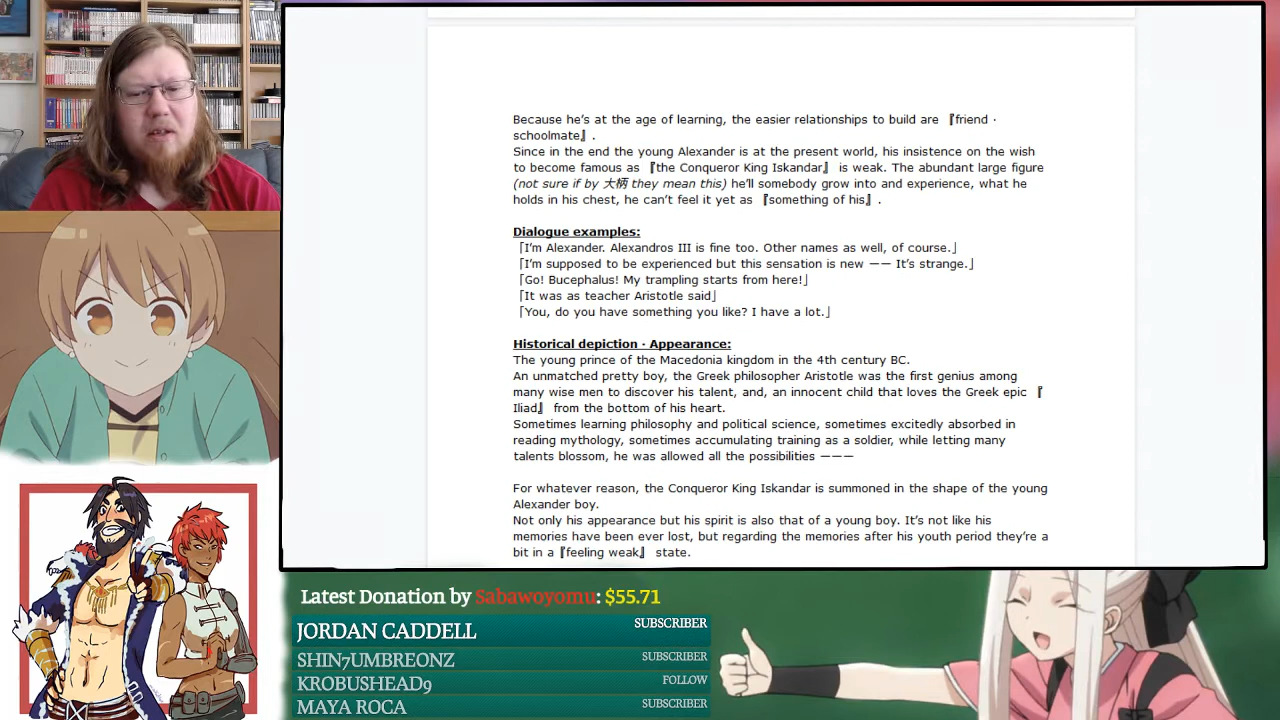 Because he's at the age of learning, the easier relationships to build are 『friend ·
schoolmate』.
Since in the end the young Alexander is at the present world, his insistence on the wish
to become famous as 『the Conqueror King Iskandar』 is weak. The abundant large figure
(not sure if by 大柄 they mean this) he'll somebody grow into and experience, what he
holds in his chest, he can't feel it yet as 『something of his』.
Dialogue examples:
「I'm Alexander. Alexandros III is fine too. Other names as well, of course.」
「I'm supposed to be experienced but this sensation is new —— It's strange.」
「Go! Bucephalus! My trampling starts from here!」
「It was as teacher Aristotle said」
「You, do you have something you like? I have a lot.」
Historical depiction · Appearance:
The young prince of the Macedonia kingdom in the 4th century BC.
An unmatched pretty boy, the Greek philosopher Aristotle was the first genius among
many wise men to discover his talent, and, an innocent child that loves the Greek epic 『
Iliad』 from the bottom of his heart.
Sometimes learning philosophy and political science, sometimes excitedly absorbed in
reading mythology, sometimes accumulating training as a soldier, while letting many
talents blossom, he was allowed all the possibilities ———
For whatever reason, the Conqueror King Iskandar is summoned in the shape of the young
Alexander boy.
Not only his appearance but his spirit is also that of a young boy. It's not like his
memories have been ever lost, but regarding the memories after his youth period they're a
bit in a『feeling weak』 state.
Latest Donation by Sabawoyomu: $55.71
JORDAN CADDELL SUBSCRIBER
SHIN7UMBREONZ SUBSCRIBER
KROBUSHEAD9 FOLLOW
MAYA ROCA SUBSCRIBER